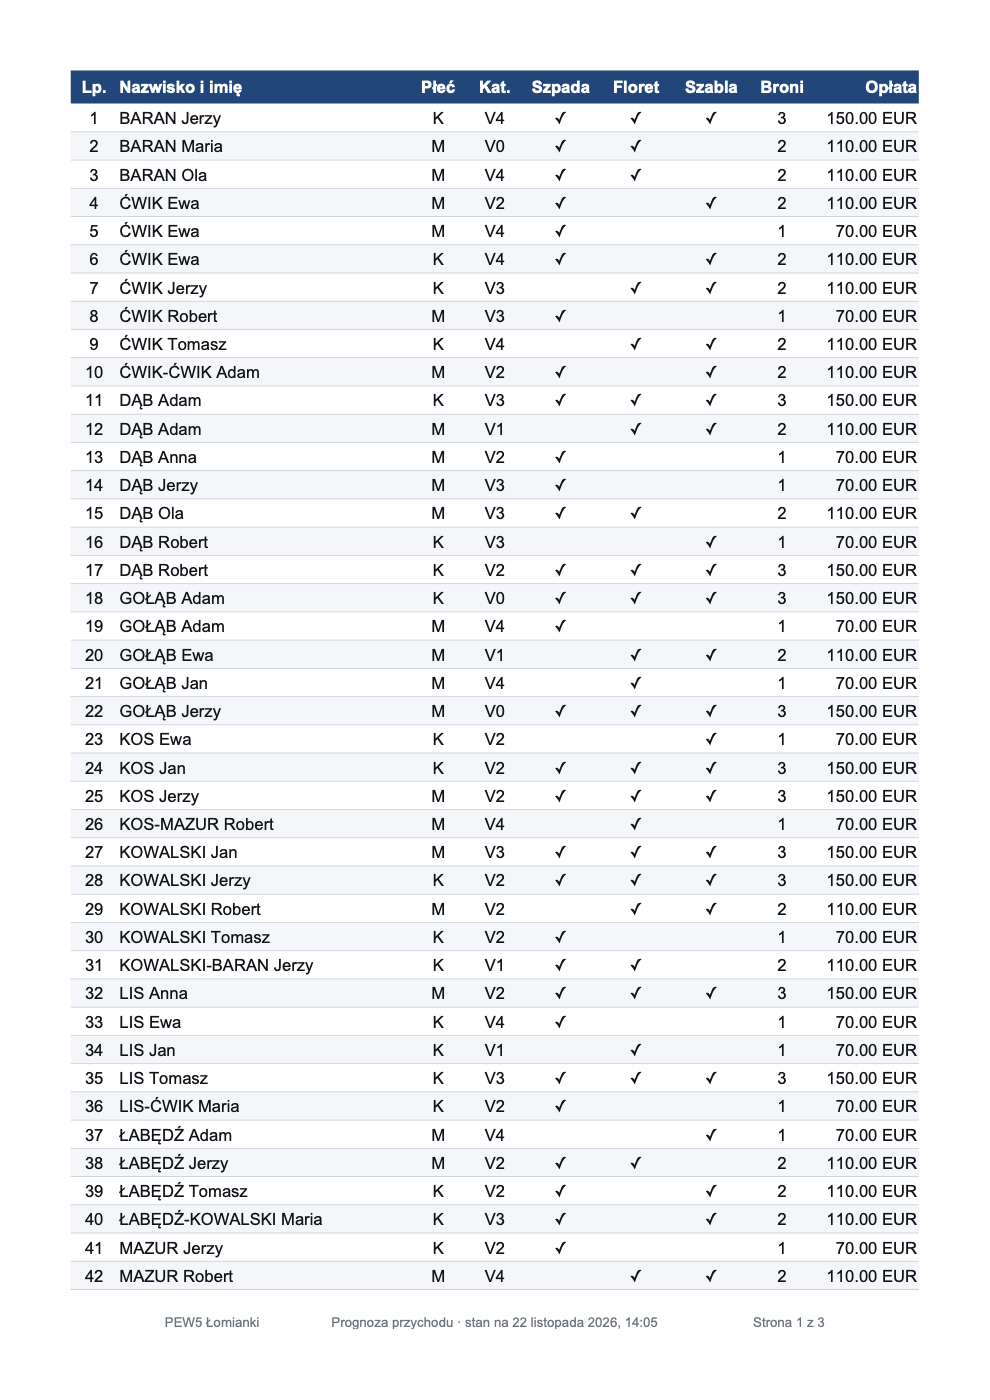 Lp. Nazwisko i imię Płeć Kat. Szpada Floret Szabla Broni Opłata
1 BARAN Jerzy K V4 ✓ ✓ ✓ 3 150.00 EUR
2 BARAN Maria M V0 ✓ ✓ 2 110.00 EUR
3 BARAN Ola M V4 ✓ ✓ 2 110.00 EUR
4 ĆWIK Ewa M V2 ✓ ✓ 2 110.00 EUR
5 ĆWIK Ewa M V4 ✓ 1 70.00 EUR
6 ĆWIK Ewa K V4 ✓ ✓ 2 110.00 EUR
7 ĆWIK Jerzy K V3 ✓ ✓ 2 110.00 EUR
8 ĆWIK Robert M V3 ✓ 1 70.00 EUR
9 ĆWIK Tomasz K V4 ✓ ✓ 2 110.00 EUR
10 ĆWIK-ĆWIK Adam M V2 ✓ ✓ 2 110.00 EUR
11 DĄB Adam K V3 ✓ ✓ ✓ 3 150.00 EUR
12 DĄB Adam M V1 ✓ ✓ 2 110.00 EUR
13 DĄB Anna M V2 ✓ 1 70.00 EUR
14 DĄB Jerzy M V3 ✓ 1 70.00 EUR
15 DĄB Ola M V3 ✓ ✓ 2 110.00 EUR
16 DĄB Robert K V3 ✓ 1 70.00 EUR
17 DĄB Robert K V2 ✓ ✓ ✓ 3 150.00 EUR
18 GOŁĄB Adam K V0 ✓ ✓ ✓ 3 150.00 EUR
19 GOŁĄB Adam M V4 ✓ 1 70.00 EUR
20 GOŁĄB Ewa M V1 ✓ ✓ 2 110.00 EUR
21 GOŁĄB Jan M V4 ✓ 1 70.00 EUR
22 GOŁĄB Jerzy M V0 ✓ ✓ ✓ 3 150.00 EUR
23 KOS Ewa K V2 ✓ 1 70.00 EUR
24 KOS Jan K V2 ✓ ✓ ✓ 3 150.00 EUR
25 KOS Jerzy M V2 ✓ ✓ ✓ 3 150.00 EUR
26 KOS-MAZUR Robert M V4 ✓ 1 70.00 EUR
27 KOWALSKI Jan M V3 ✓ ✓ ✓ 3 150.00 EUR
28 KOWALSKI Jerzy K V2 ✓ ✓ ✓ 3 150.00 EUR
29 KOWALSKI Robert M V2 ✓ ✓ 2 110.00 EUR
30 KOWALSKI Tomasz K V2 ✓ 1 70.00 EUR
31 KOWALSKI-BARAN Jerzy K V1 ✓ ✓ 2 110.00 EUR
32 LIS Anna M V2 ✓ ✓ ✓ 3 150.00 EUR
33 LIS Ewa K V4 ✓ 1 70.00 EUR
34 LIS Jan K V1 ✓ 1 70.00 EUR
35 LIS Tomasz K V3 ✓ ✓ ✓ 3 150.00 EUR
36 LIS-ĆWIK Maria K V2 ✓ 1 70.00 EUR
37 ŁABĘDŹ Adam M V4 ✓ 1 70.00 EUR
38 ŁABĘDŹ Jerzy M V2 ✓ ✓ 2 110.00 EUR
39 ŁABĘDŹ Tomasz K V2 ✓ ✓ 2 110.00 EUR
40 ŁABĘDŹ-KOWALSKI Maria K V3 ✓ ✓ 2 110.00 EUR
41 MAZUR Jerzy K V2 ✓ 1 70.00 EUR
42 MAZUR Robert M V4 ✓ ✓ 2 110.00 EUR
PEW5 Łomianki Prognoza przychodu · stan na 22 listopada 2026, 14:05 Strona 1 z 3